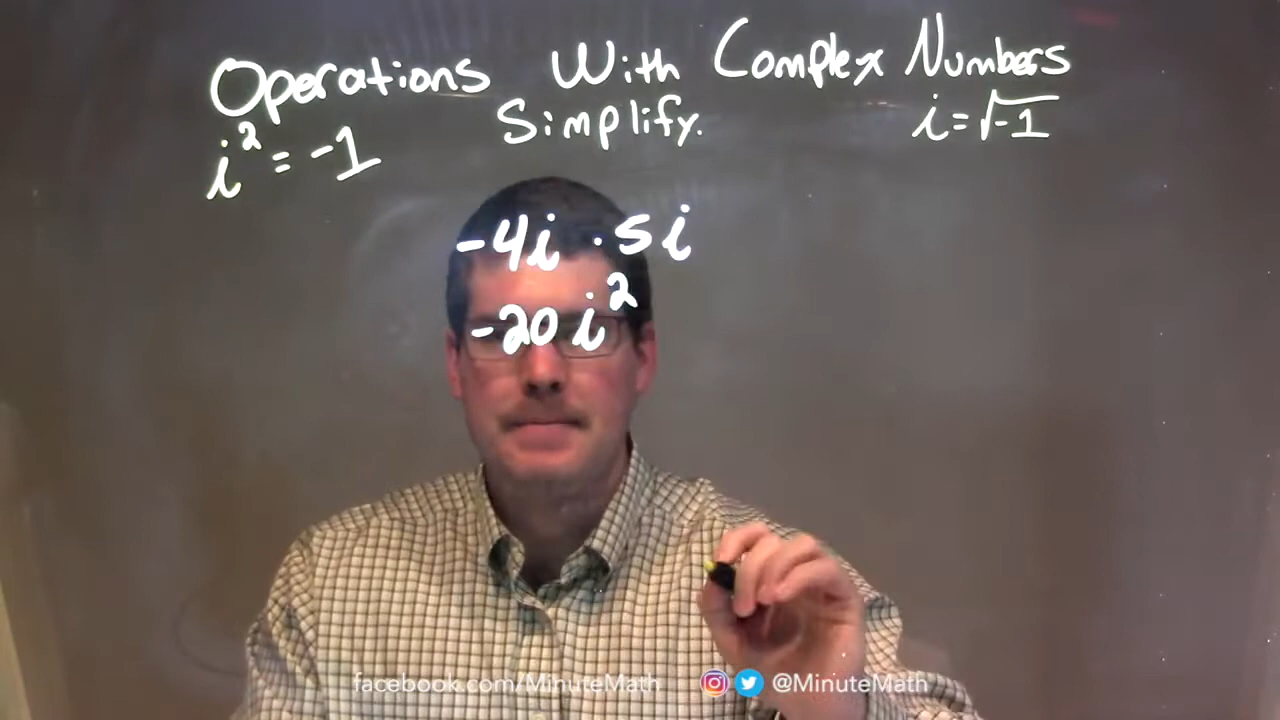 Operations With Complex Numbers
Simplify.
i² = -1
i = √-1
-4i · 5i
-20i²
facebook.com/MinuteMath @MinuteMath